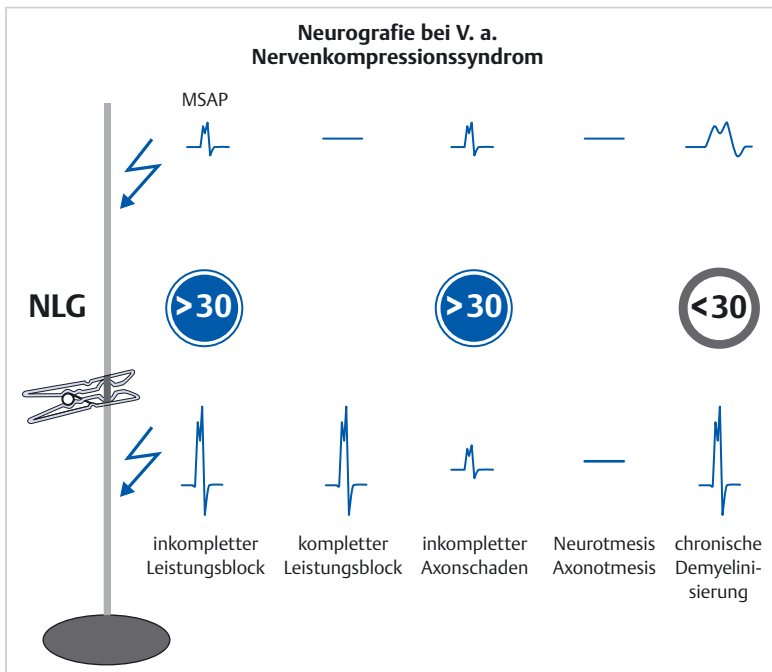 Neurografie bei V. a.
Nervenkompressionssyndrom
MSAP
NLG
> 30
> 30
< 30
inkompletter
Leistungsblock
kompletter
Leistungsblock
inkompletter
Axonschaden
Neurotmesis
Axonotmesis
chronische
Demyelini-
sierung